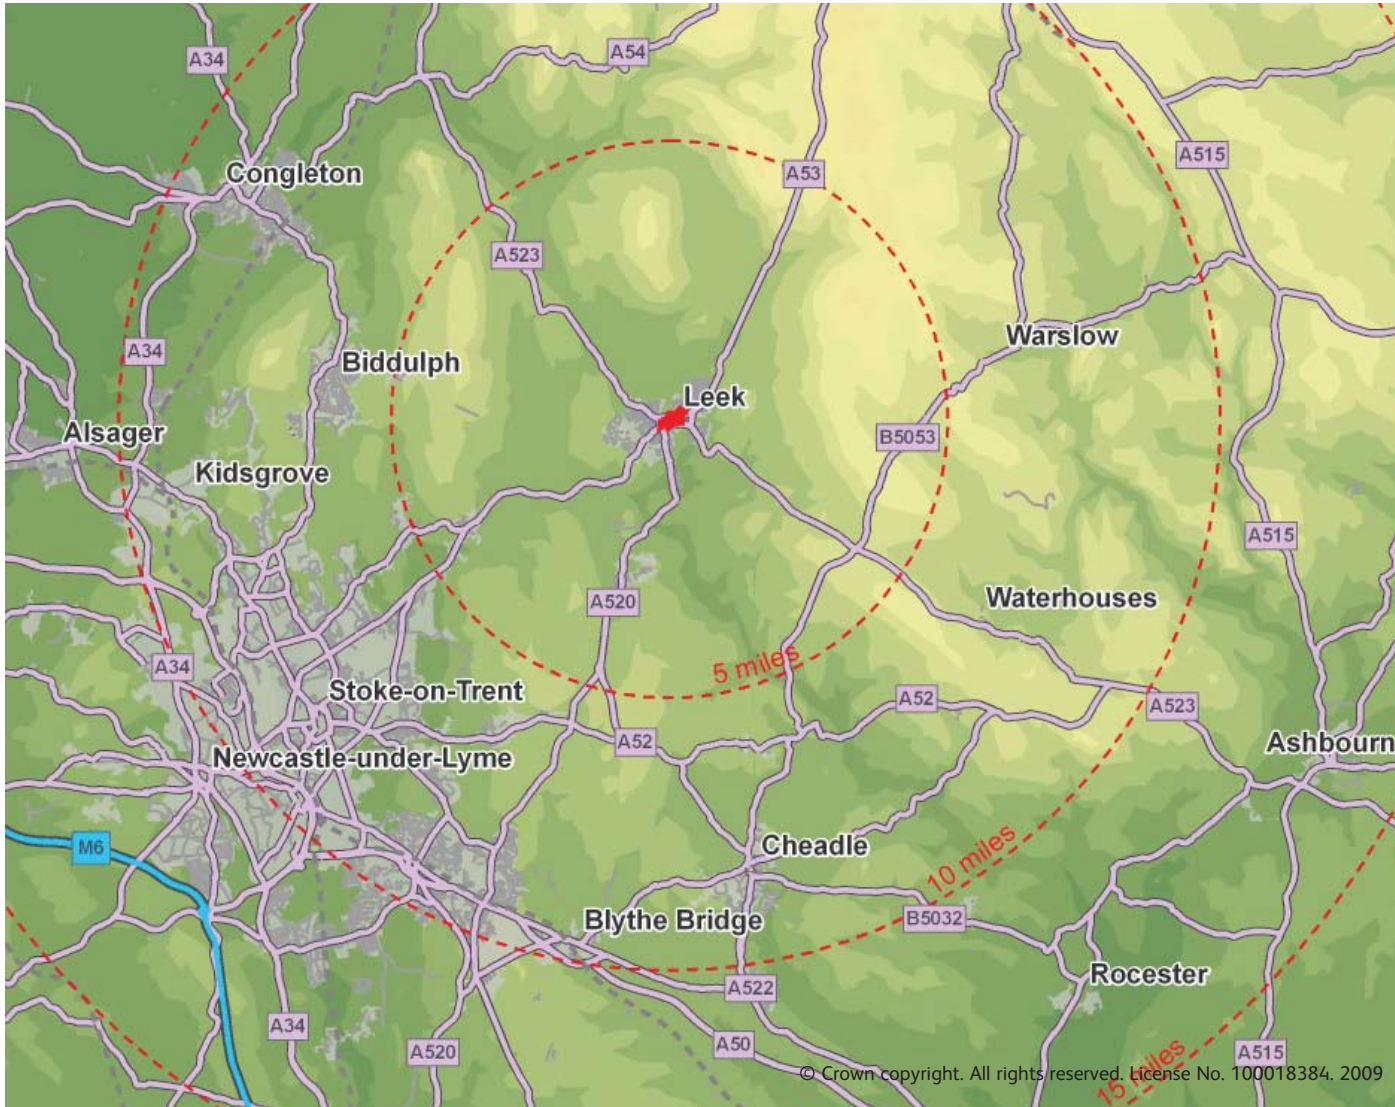 A34
A54
A515
Congleton
A53
A523
Warslow
A34
Biddulph
Leek
Alsager
B5053
Kidsgrove
A515
Waterhouses
A520
A34
5 miles
Stoke-on-Trent
A52
A523
A52
Ashbourn
Newcastle-under-Lyme
M6
Cheadle
10 miles
Blythe Bridge
B5032
Rocester
A522
A34
A520
A50
A515
15 miles
© Crown copyright. All rights reserved. License No. 100018384. 2009